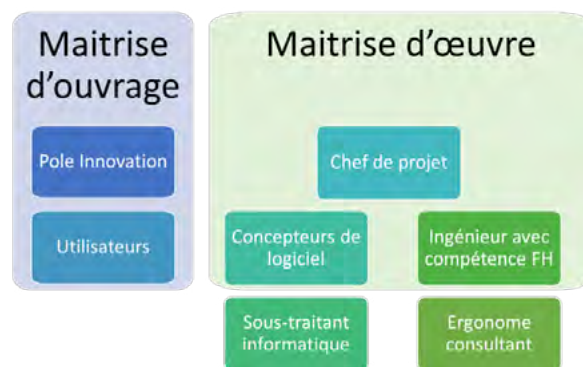 Maitrise
d'ouvrage
Pole Innovation
Utilisateurs
Maitrise d'œuvre
Chef de projet
Concepteurs de
logiciel
Ingénieur avec
compétence FH
Sous-traitant
informatique
Ergonome
consultant